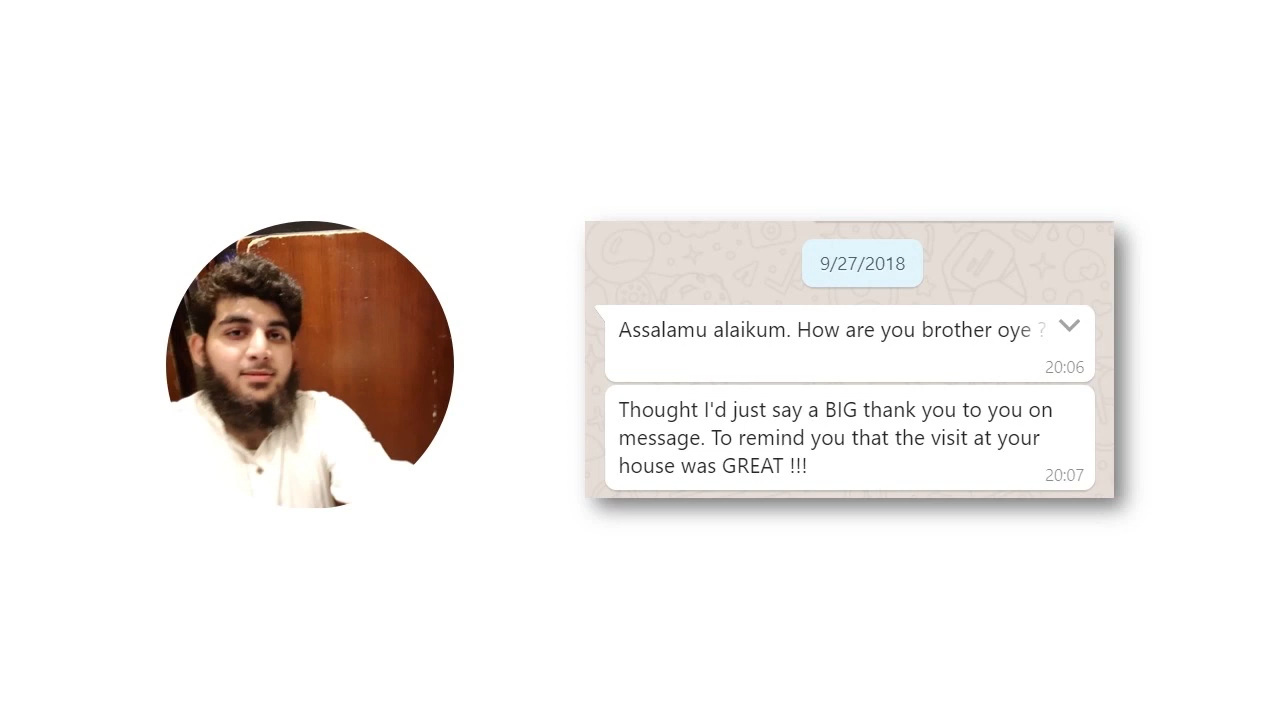 9/27/2018
Assalamu alaikum. How are you brother oye ?
20:06
Thought I'd just say a BIG thank you to you on
message. To remind you that the visit at your
house was GREAT !!!
20:07